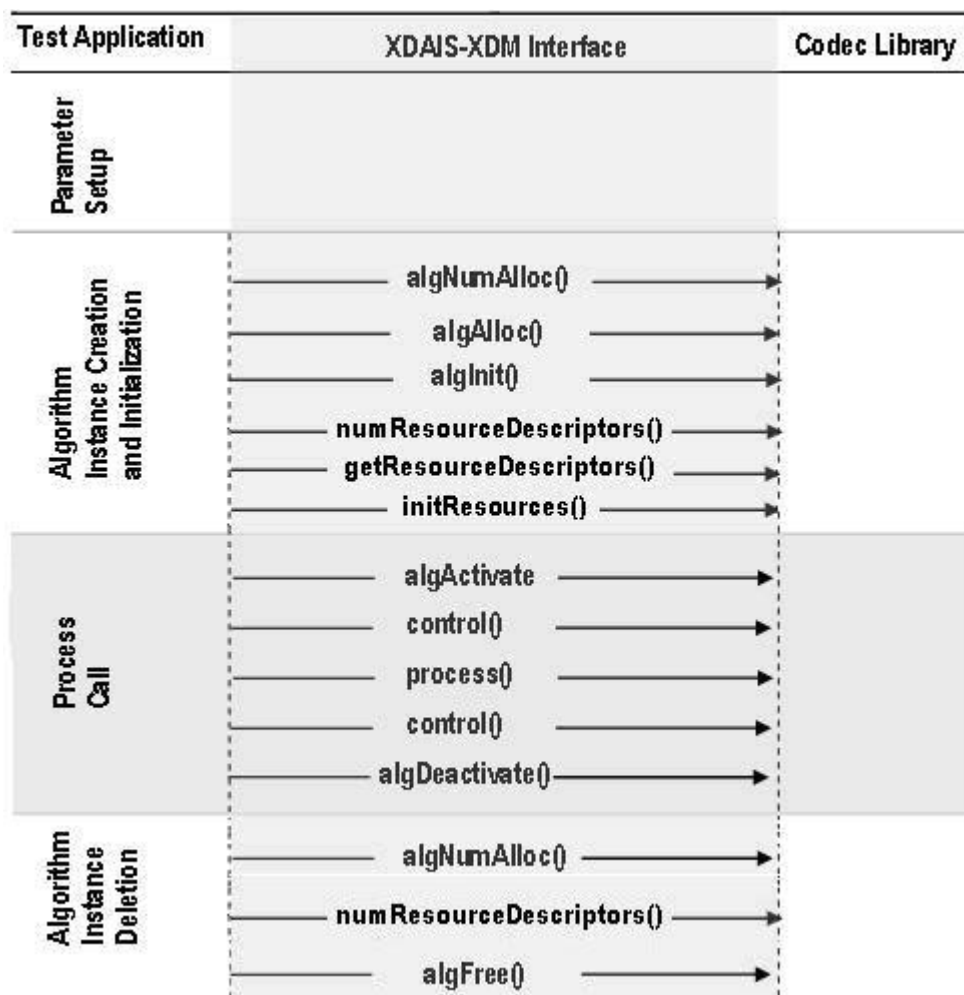 Test Application
XDAIS-XDM Interface
Codec Library
Parameter
Setup
Algorithm
Instance Creation
and Initialization
algNumAlloc()
algAlloc()
algInit()
numResourceDescriptors()
getResourceDescriptors()
initResources()
Process
Call
algActivate
control()
process()
control()
algDeactivate()
Algorithm
Instance
Deletion
algNumAlloc()
numResourceDescriptors()
algFree()